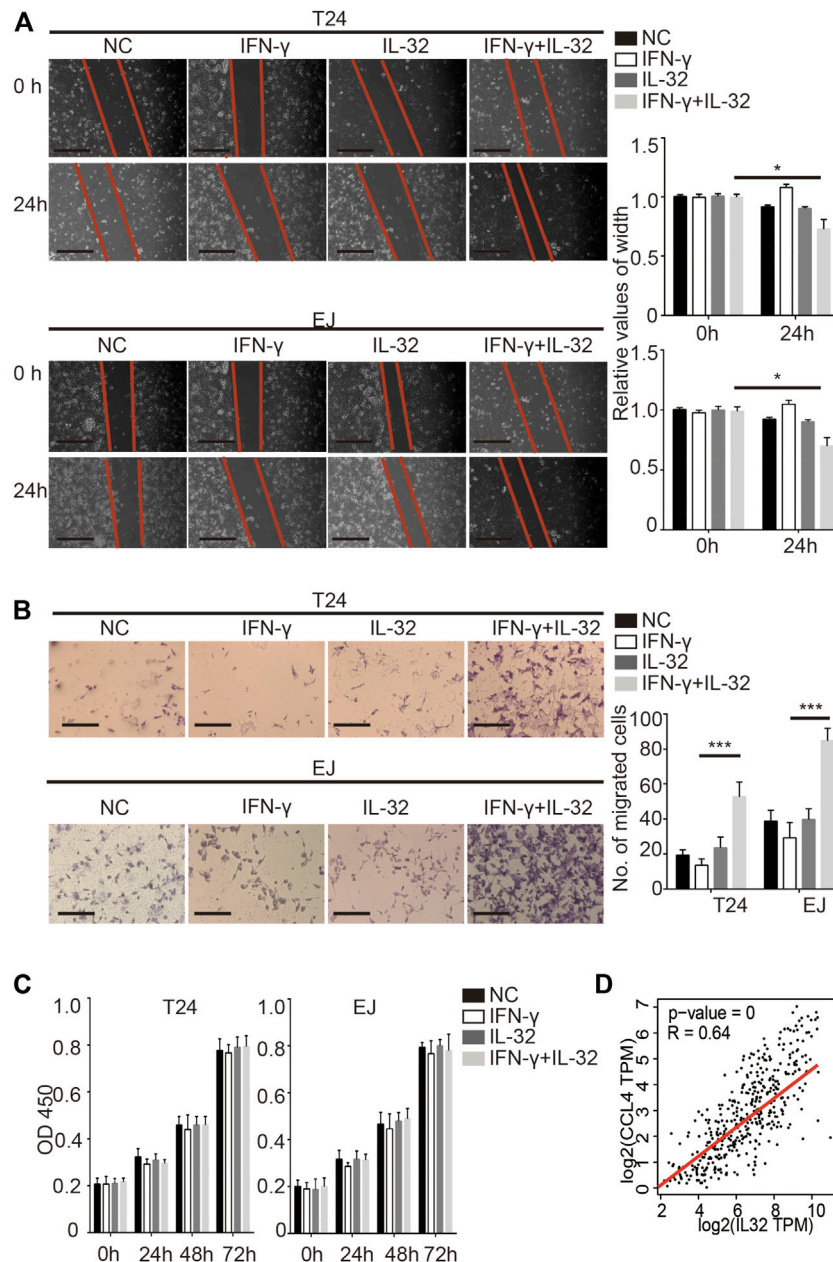 A
T24
NC IFN-γ IL-32 IFN-γ+IL-32
0 h
24h
NC
IFN-γ
IL-32
IFN-γ+IL-32
1.5
1.0
0.5
0
*
0h 24h
Relative values of width
EJ
NC IFN-γ IL-32 IFN-γ+IL-32
0 h
24h
1.5
1.0
0.5
0
*
0h 24h
B
T24
NC IFN-γ IL-32 IFN-γ+IL-32
EJ
NC IFN-γ IL-32 IFN-γ+IL-32
NC
IFN-γ
IL-32
IFN-γ+IL-32
No. of migrated cells
100
80
60
40
20
0
***
***
T24 EJ
C
OD 450
1.0
0.8
0.6
0.4
0.2
0
T24
0h 24h 48h 72h
1.0
0.8
0.6
0.4
0.2
0
EJ
0h 24h 48h 72h
NC
IFN-γ
IL-32
IFN-γ+IL-32
D
p-value = 0
R = 0.64
log2(CCL4 TPM)
7
6
5
4
3
2
1
0
2 4 6 8 10
log2(IL32 TPM)